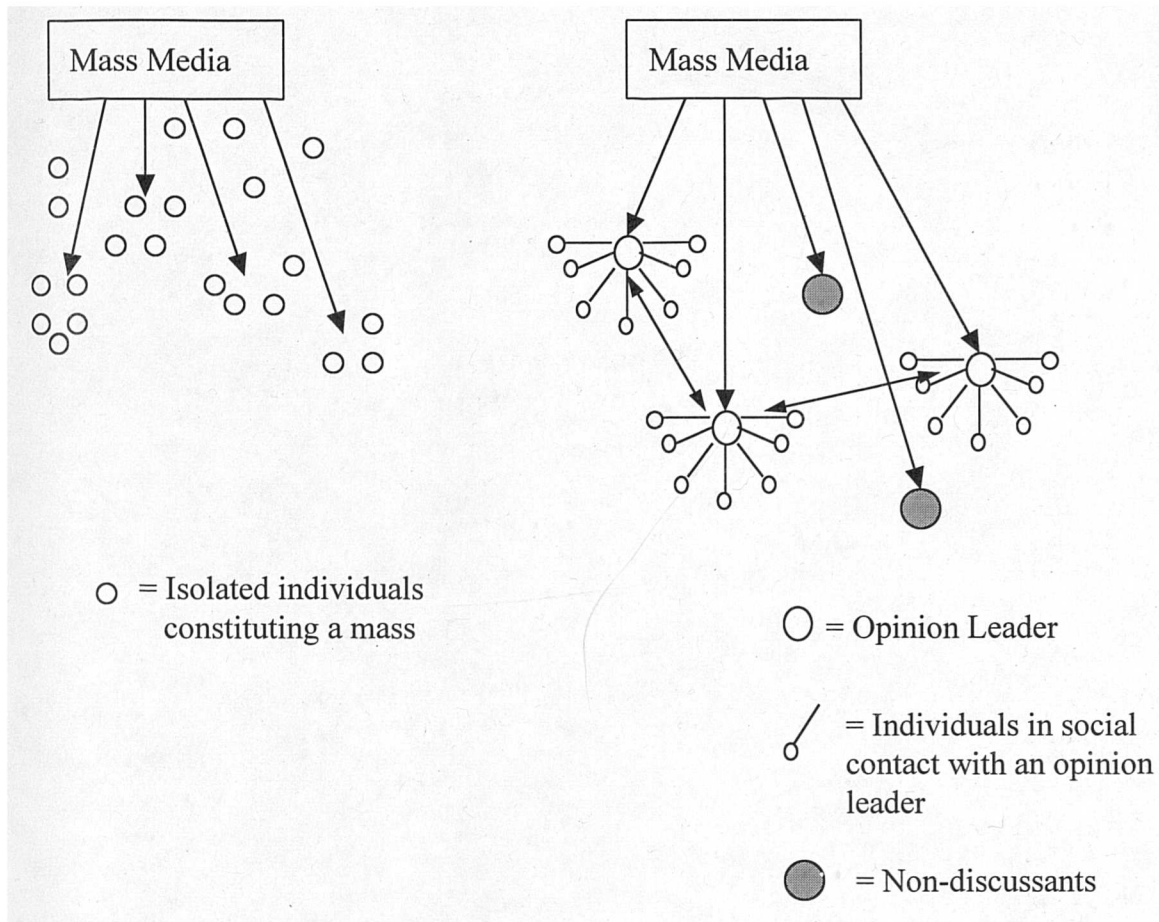 Mass Media
Mass Media
= Isolated individuals
constituting a mass
= Opinion Leader
= Individuals in social
contact with an opinion
leader
= Non-discussants